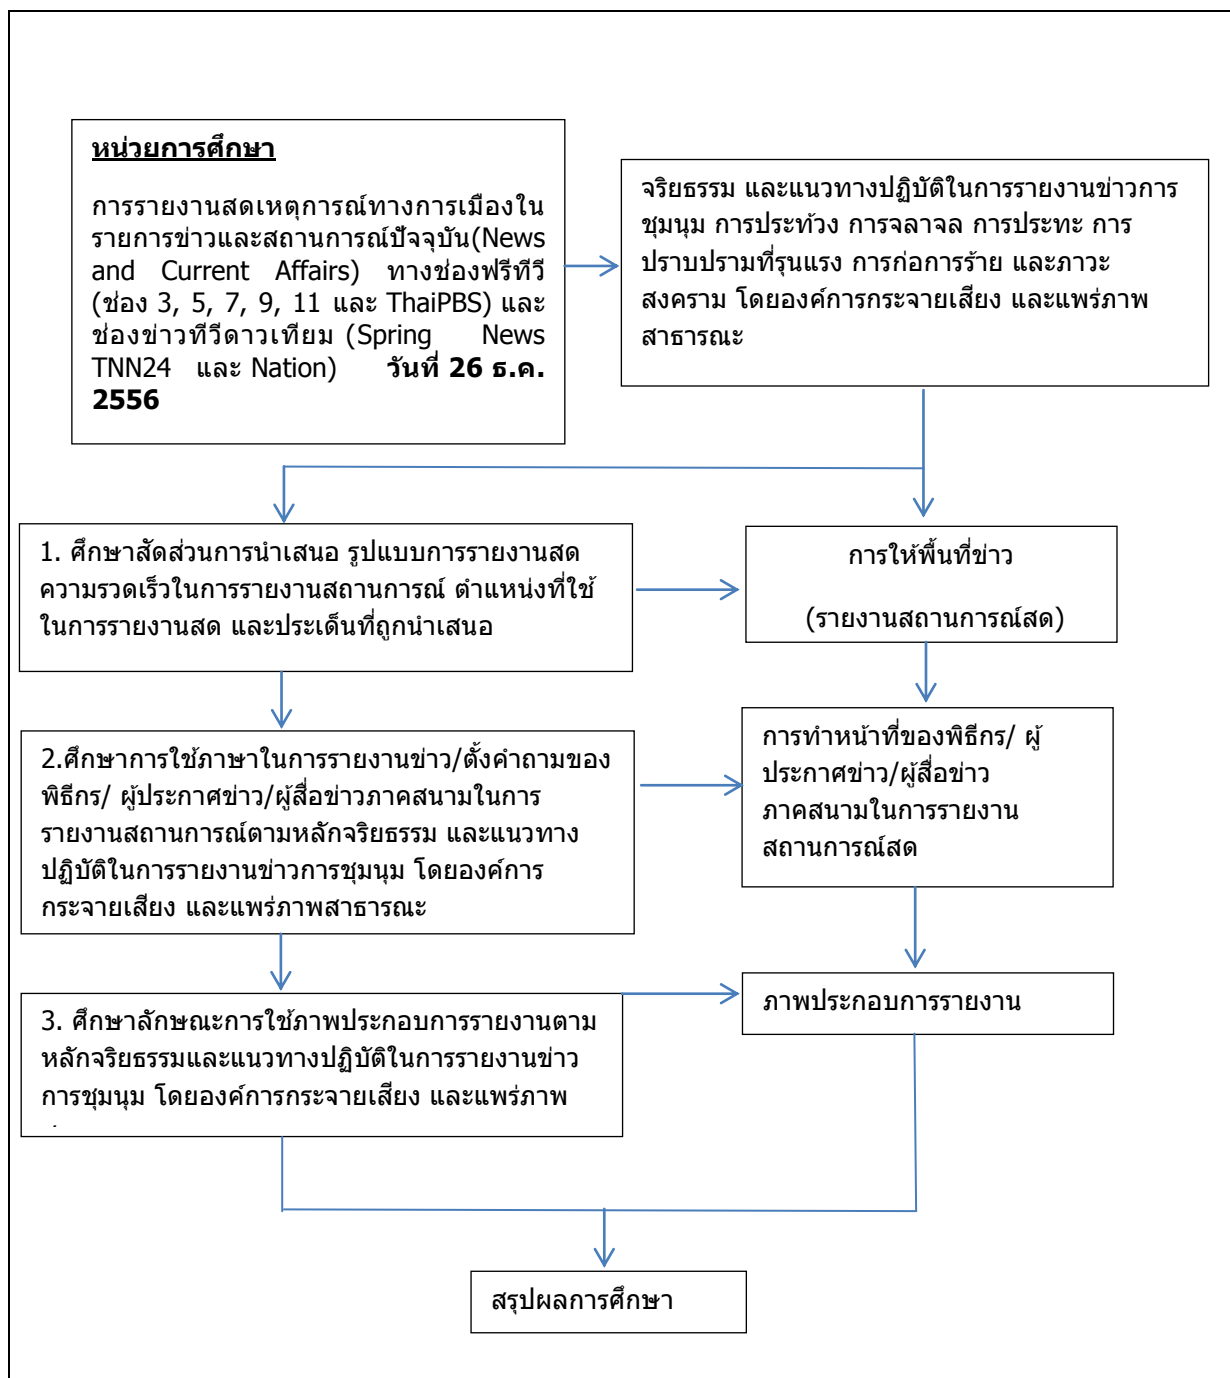 หน่วยการศึกษา
การรายงานสดเหตุการณ์ทางการเมืองใน
รายการข่าวและสถานการณ์ปัจจุบัน(News
and Current Affairs) ทางช่องฟรีทีวี
(ช่อง 3, 5, 7, 9, 11 และ ThaiPBS) และ
ช่องข่าวทีวีดาวเทียม (Spring News
TNN24 และ Nation) วันที่ 26 ธ.ค.
2556
จริยธรรม และแนวทางปฏิบัติในการรายงานข่าวการ
ชุมนุม การประท้วง การจลาจล การประทะ การ
ปราบปรามที่รุนแรง การก่อการร้าย และภาวะ
สงคราม โดยองค์การกระจายเสียง และแพร่ภาพ
สาธารณะ
1. ศึกษาสัดส่วนการนำเสนอ รูปแบบการรายงานสด
ความรวดเร็วในการรายงานสถานการณ์ ตำแหน่งที่ใช้
ในการรายงานสด และประเด็นที่ถูกนำเสนอ
การให้พื้นที่ข่าว
(รายงานสถานการณ์สด)
2.ศึกษาการใช้ภาษาในการรายงานข่าว/ตั้งคำถามของ
พิธีกร/ ผู้ประกาศข่าว/ผู้สื่อข่าวภาคสนามในการ
รายงานสถานการณ์ตามหลักจริยธรรม และแนวทาง
ปฏิบัติในการรายงานข่าวการชุมนุม โดยองค์การ
กระจายเสียง และแพร่ภาพสาธารณะ
การทำหน้าที่ของพิธีกร/ ผู้
ประกาศข่าว/ผู้สื่อข่าว
ภาคสนามในการรายงาน
สถานการณ์สด
3. ศึกษาลักษณะการใช้ภาพประกอบการรายงานตาม
หลักจริยธรรมและแนวทางปฏิบัติในการรายงานข่าว
การชุมนุม โดยองค์การกระจายเสียง และแพร่ภาพ
ภาพประกอบการรายงาน
สรุปผลการศึกษา